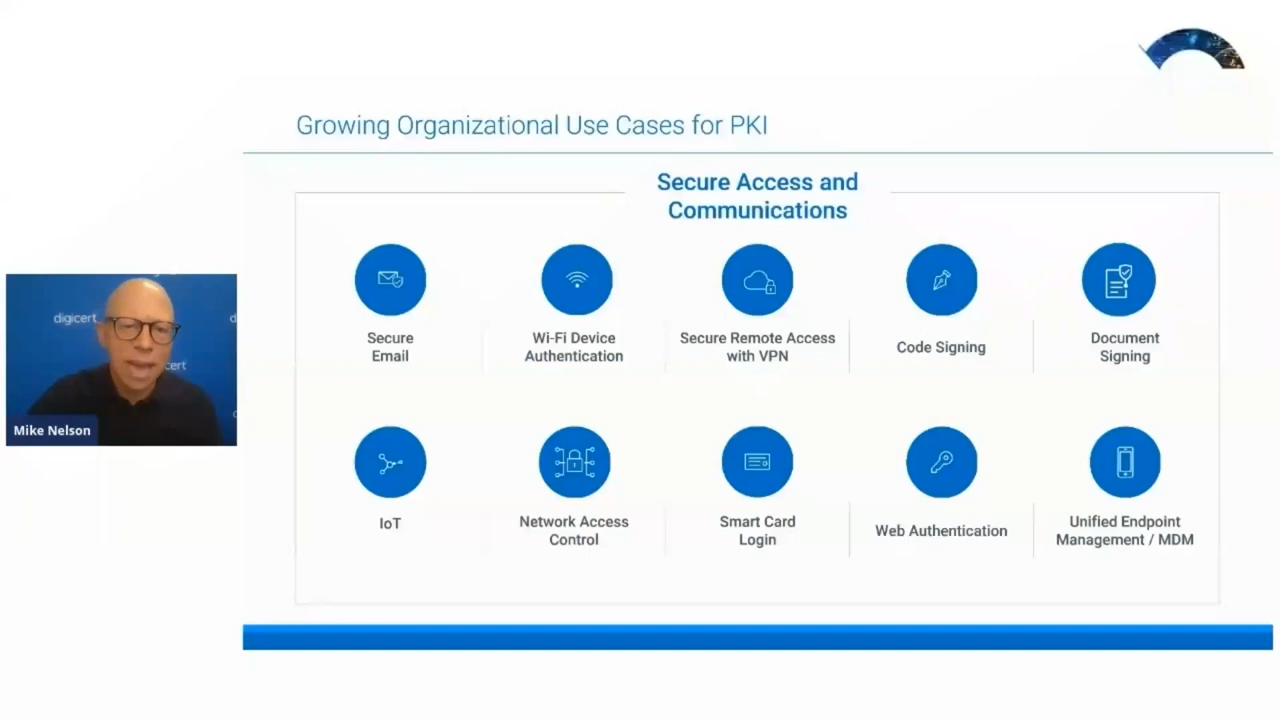 Growing Organizational Use Cases for PKI
Secure Access and
Communications
Secure
Email
Wi-Fi Device
Authentication
Secure Remote Access
with VPN
Code Signing
Document
Signing
digicert
d
cert
d
Mike Nelson
IoT
Network Access
Control
Smart Card
Login
Web Authentication
Unified Endpoint
Management / MDM